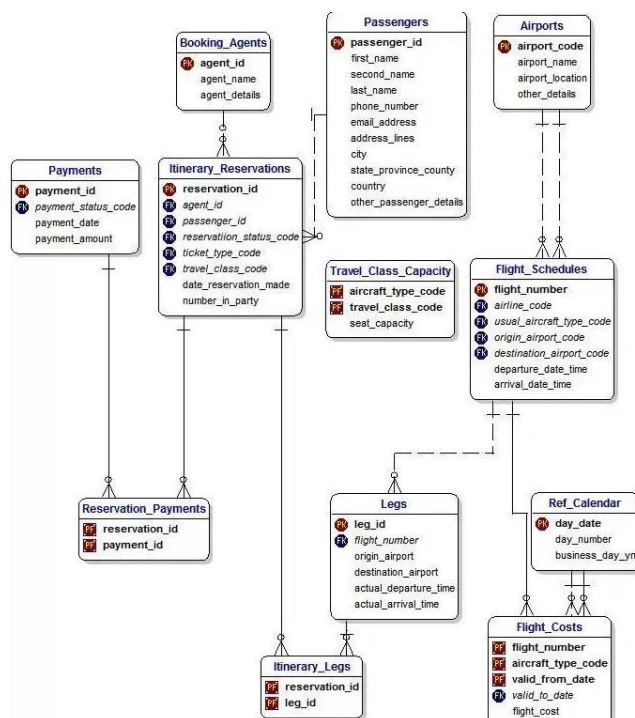 Booking_Agents
PK agent_id
agent_name
agent_details
Passengers
PK passenger_id
first_name
second_name
last_name
phone_number
email_address
address_lines
city
state_province_county
country
other_passenger_details
Airports
PK airport_code
airport_name
airport_location
other_details
Payments
PK payment_id
FK payment_status_code
payment_date
payment_amount
Itinerary_Reservations
PK reservation_id
FK agent_id
FK passenger_id
FK reservatiion_status_code
FK ticket_type_code
FK travel_class_code
date_reservation_made
number_in_party
Travel_Class_Capacity
PF aircraft_type_code
PF travel_class_code
seat_capacity
Flight_Schedules
PK flight_number
FK airline_code
FK usual_aircraft_type_code
FK origin_airport_code
FK destination_airport_code
departure_date_time
arrival_date_time
Reservation_Payments
PF reservation_id
PF payment_id
Legs
PK leg_id
FK flight_number
origin_airport
destination_airport
actual_departure_time
actual_arrival_time
Ref_Calendar
PK day_date
day_number
business_day_yn
Itinerary_Legs
PF reservation_id
PF leg_id
Flight_Costs
PF flight_number
PF aircraft_type_code
PF valid_from_date
FK valid_to_date
flight_cost